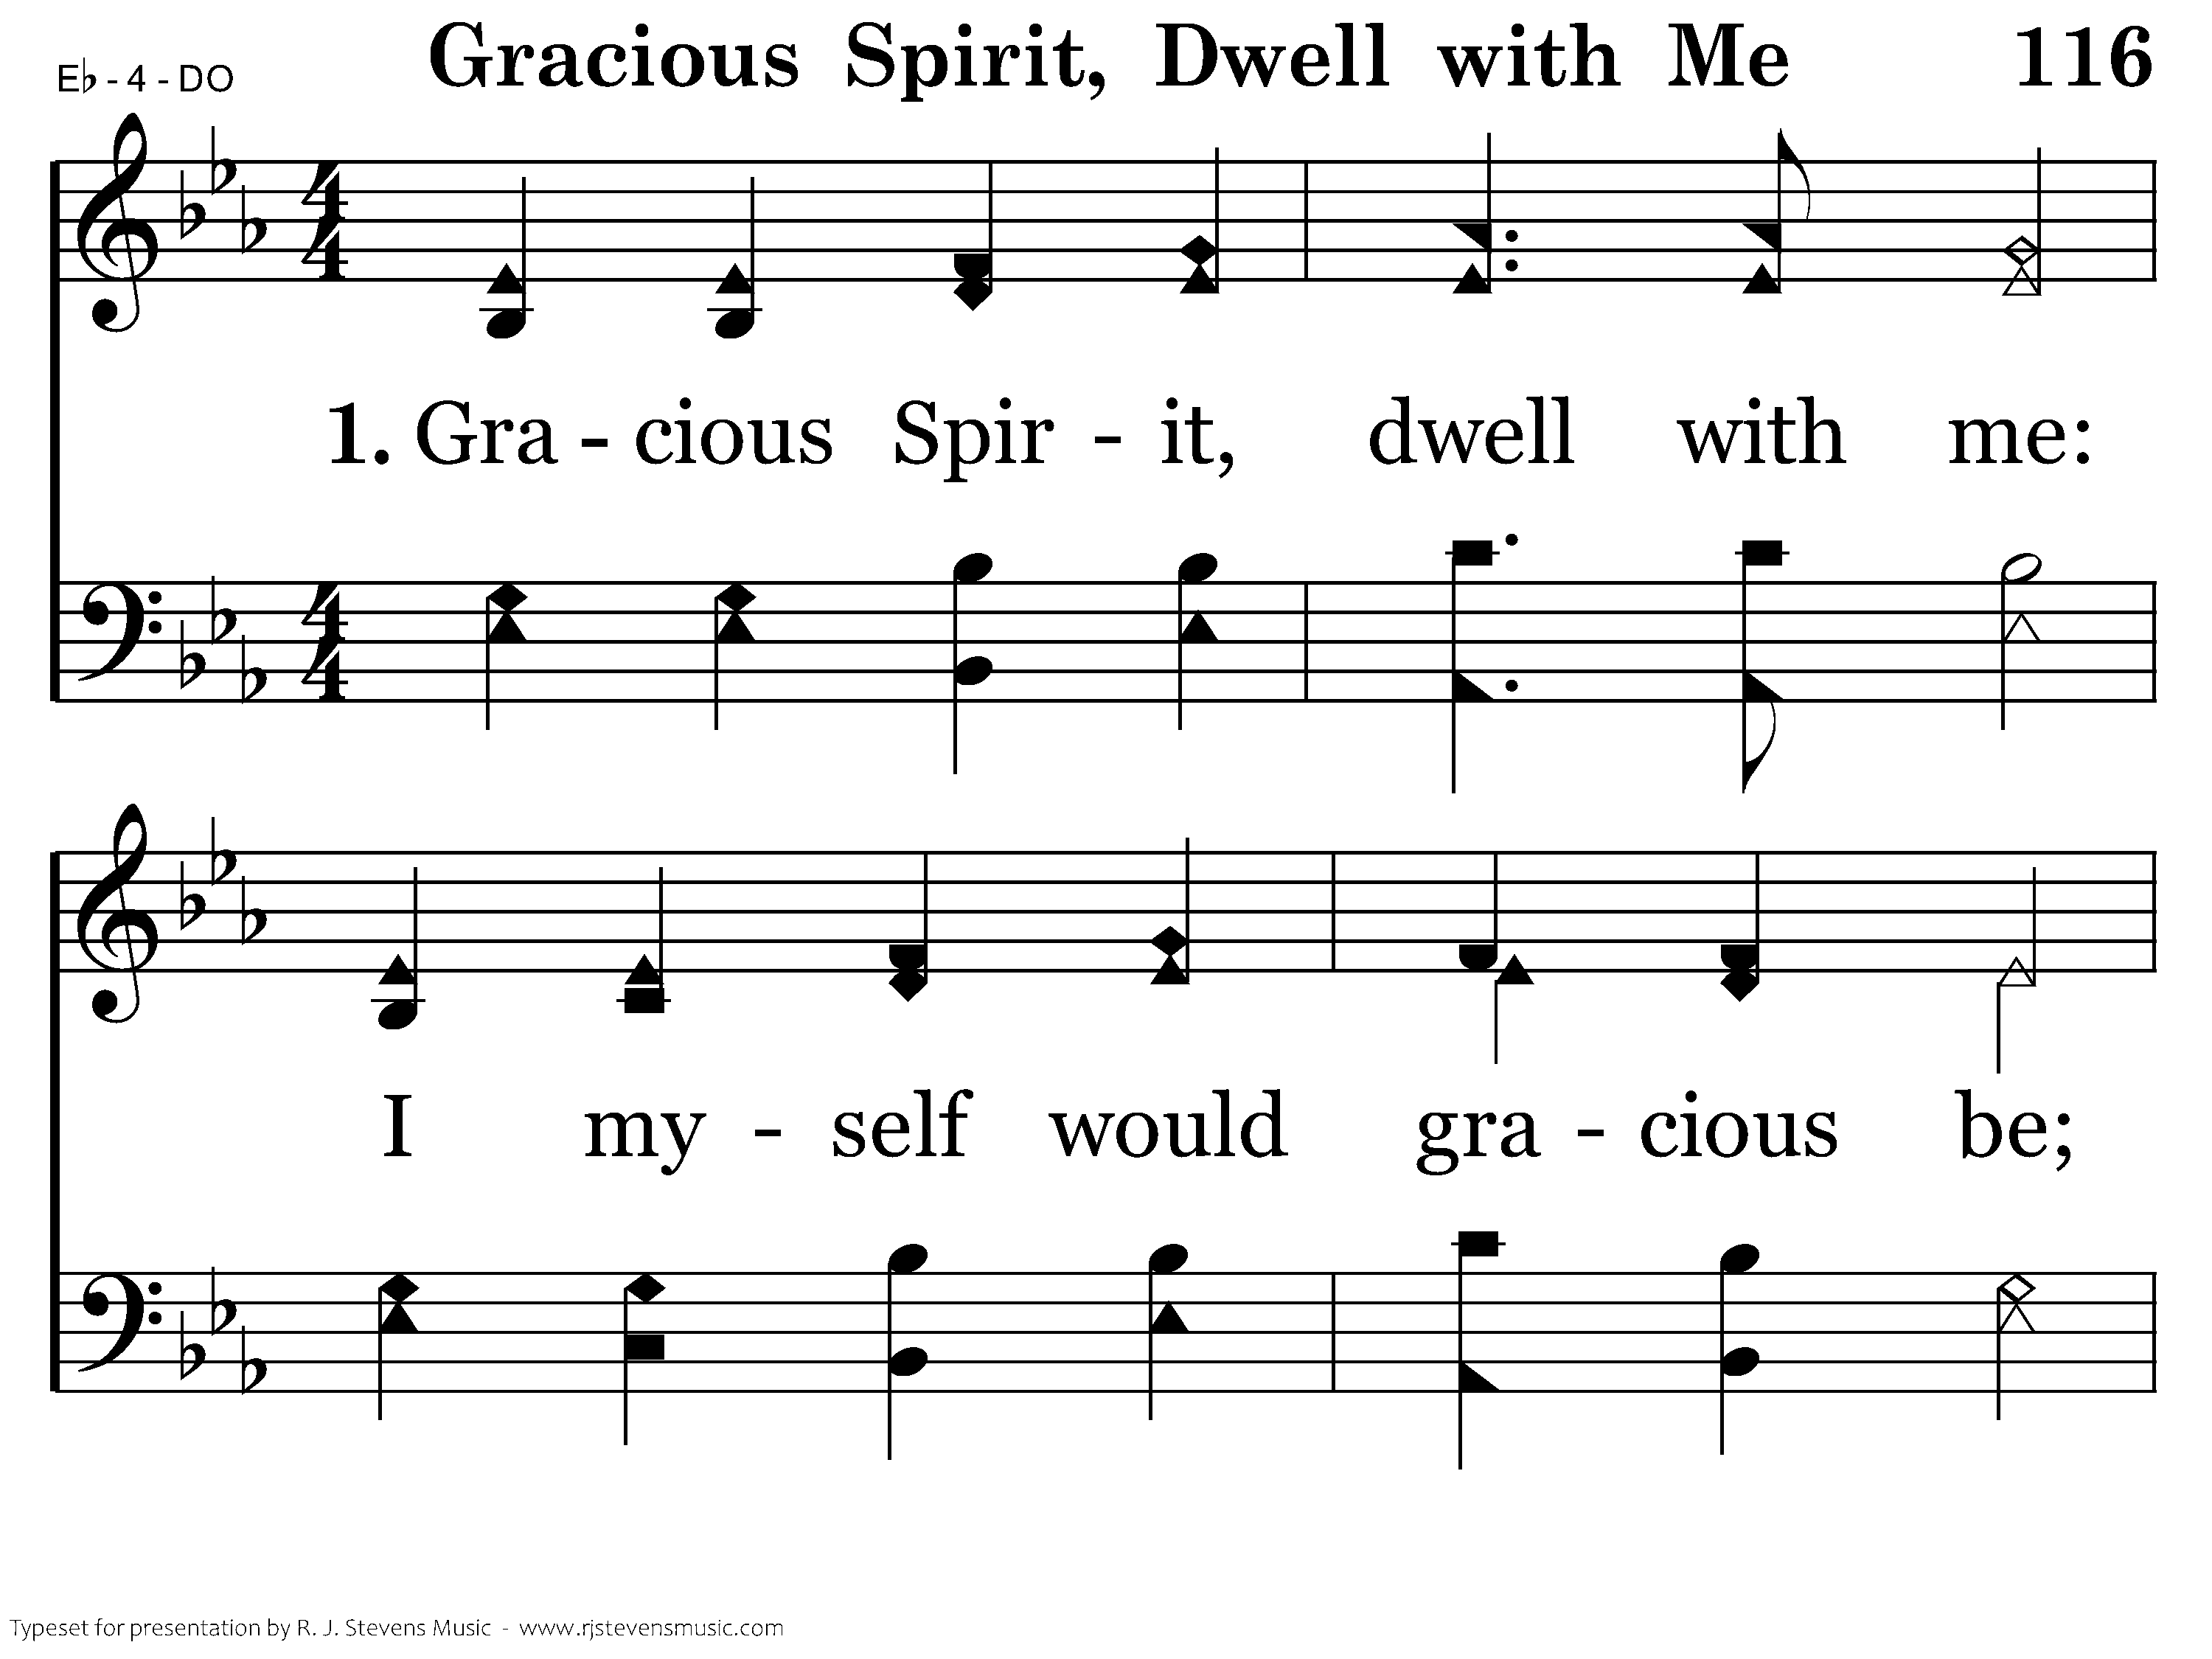 E♭ - 4 - DO Gracious Spirit, Dwell with Me 116
1. Gra - cious Spir - it, dwell with me:
I my - self would gra - cious be;
Typeset for presentation by R. J. Stevens Music - www.rjstevensmusic.com